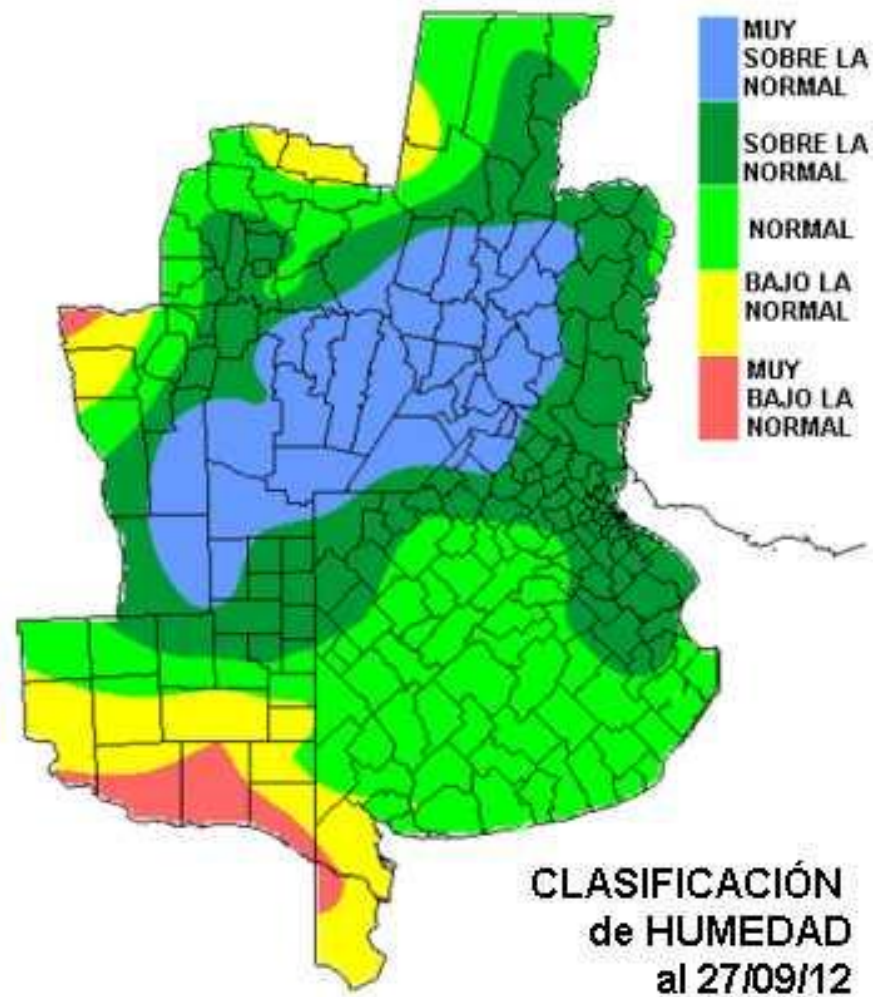 MUY
SOBRE LA
NORMAL
SOBRE LA
NORMAL
NORMAL
BAJO LA
NORMAL
MUY
BAJO LA
NORMAL
CLASIFICACIÓN
de HUMEDAD
al 27/09/12